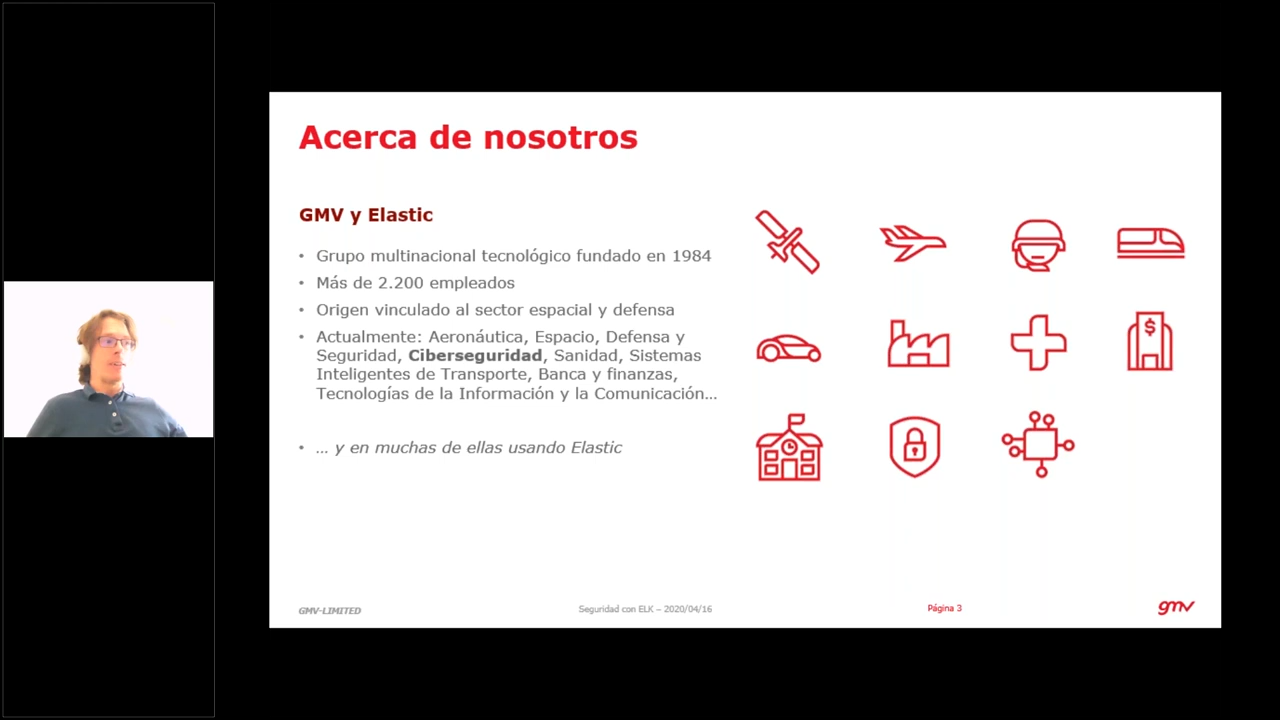 Acerca de nosotros
GMV y Elastic
• Grupo multinacional tecnológico fundado en 1984
• Más de 2.200 empleados
• Origen vinculado al sector espacial y defensa
• Actualmente: Aeronáutica, Espacio, Defensa y
Seguridad, Ciberseguridad, Sanidad, Sistemas
Inteligentes de Transporte, Banca y finanzas,
Tecnologías de la Información y la Comunicación...
• ... y en muchas de ellas usando Elastic
$
GMV-LIMITED
Seguridad con ELK – 2020/04/16
Página 3
gmv